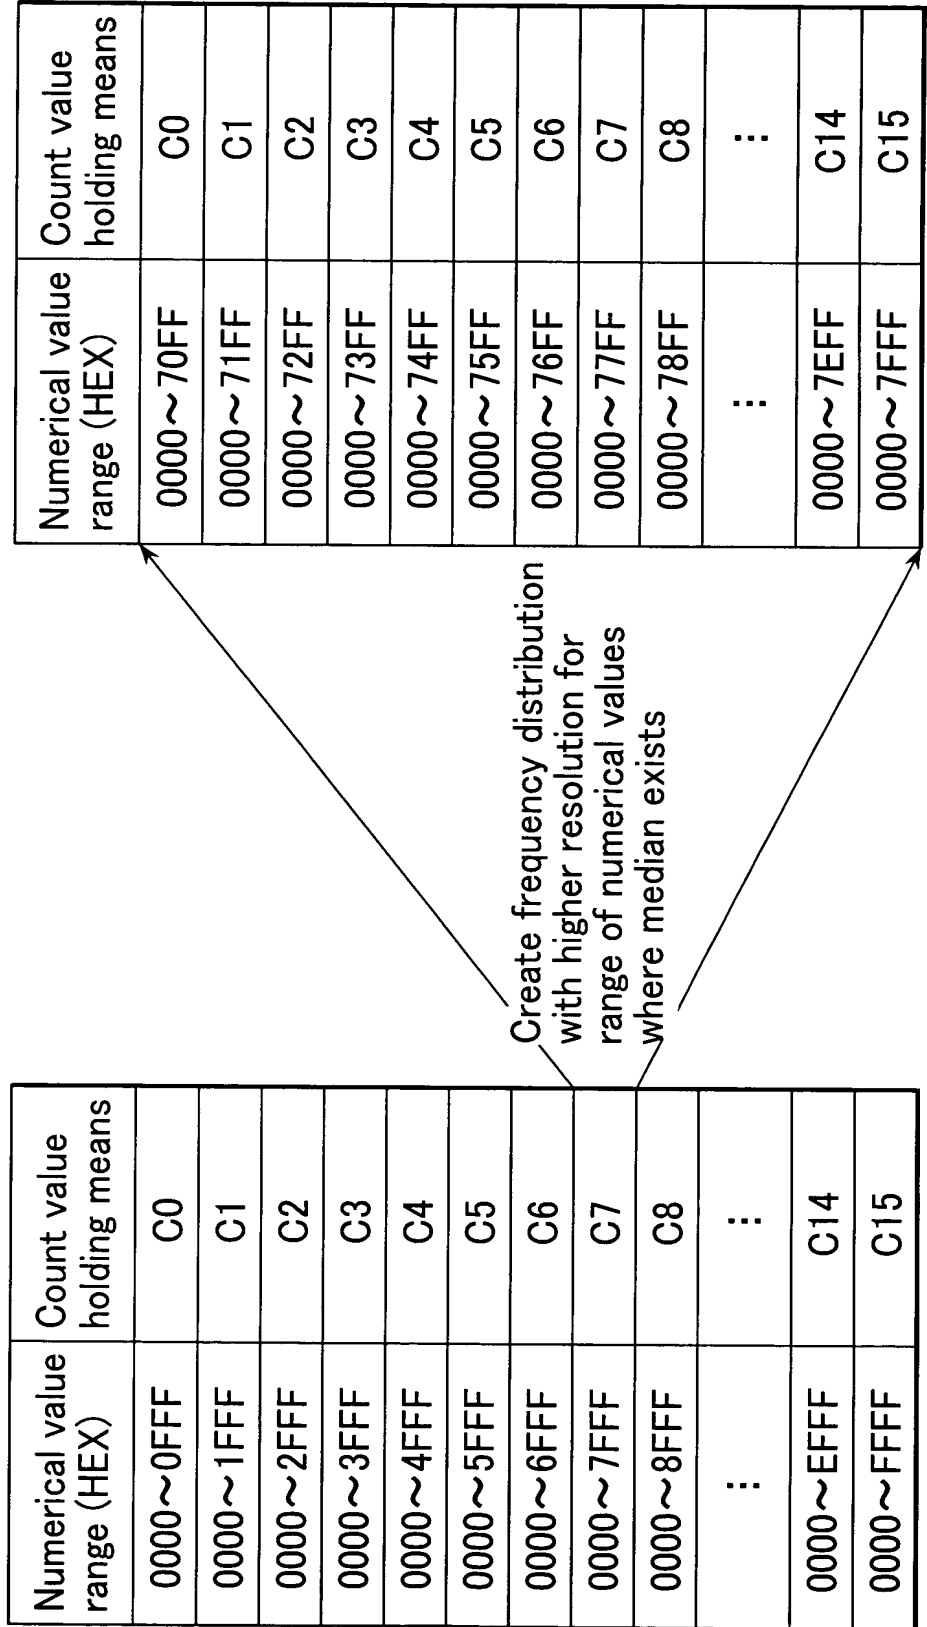 Numerical value range (HEX) Count value holding means
0000～0FFF C0
0000～1FFF C1
0000～2FFF C2
0000～3FFF C3
0000～4FFF C4
0000～5FFF C5
0000～6FFF C6
0000～7FFF C7
0000～8FFF C8
⋮ ⋮
0000～EFFF C14
0000～FFFF C15
Create frequency distribution
with higher resolution for
range of numerical values
where median exists
Numerical value range (HEX) Count value holding means
0000～70FF C0
0000～71FF C1
0000～72FF C2
0000～73FF C3
0000～74FF C4
0000～75FF C5
0000～76FF C6
0000～77FF C7
0000～78FF C8
⋮ ⋮
0000～7EFF C14
0000～7FFF C15